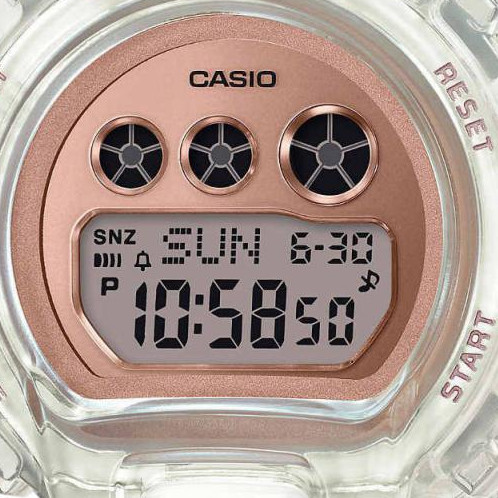 CASIO
RESET
SNZ SUN 6-30
P 10:58 50
START